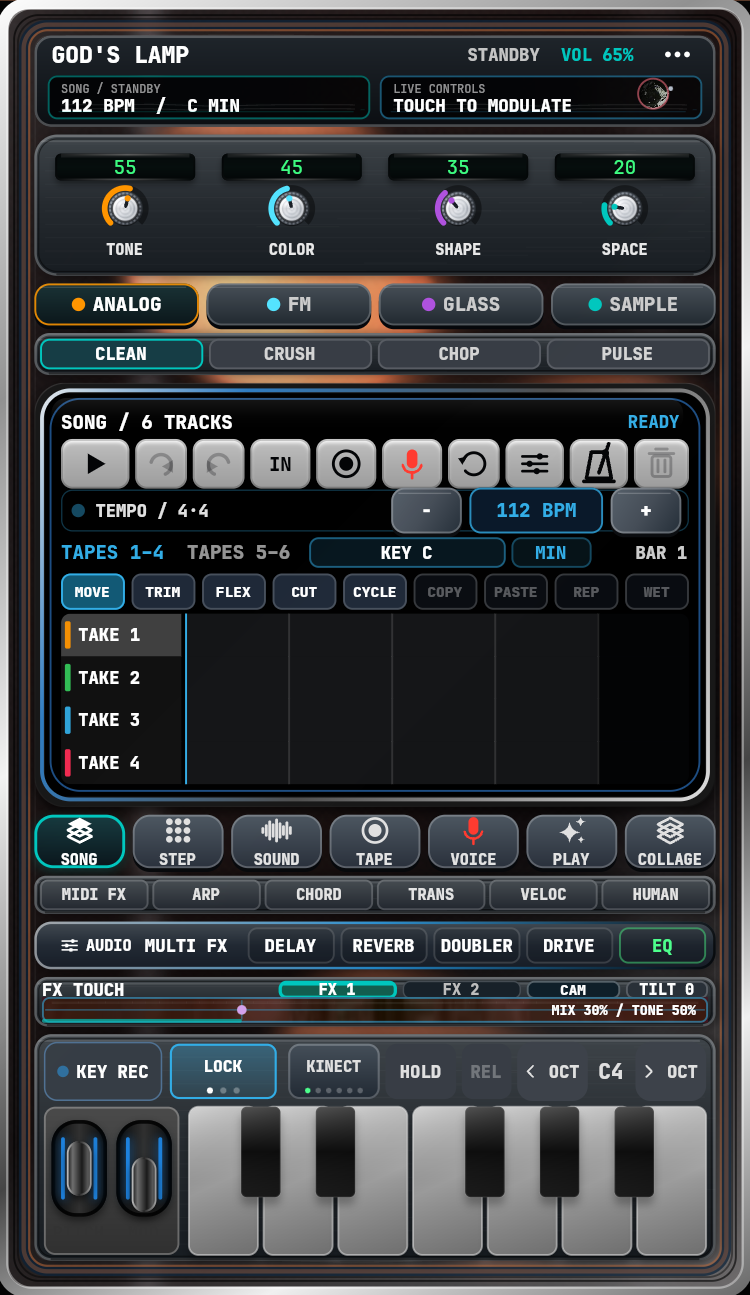 GOD'S LAMP STANDBY VOL 65% •••
SONG / STANDBY
112 BPM / C MIN
LIVE CONTROLS
TOUCH TO MODULATE
55 45 35 20
TONE COLOR SHAPE SPACE
ANALOG FM GLASS SAMPLE
CLEAN CRUSH CHOP PULSE
SONG / 6 TRACKS READY
IN
TEMPO / 4·4 - 112 BPM +
TAPES 1-4 TAPES 5-6 KEY C MIN BAR 1
MOVE TRIM FLEX CUT CYCLE COPY PASTE REP WET
TAKE 1
TAKE 2
TAKE 3
TAKE 4
SONG STEP SOUND TAPE VOICE PLAY COLLAGE
MIDI FX ARP CHORD TRANS VELOC HUMAN
AUDIO MULTI FX DELAY REVERB DOUBLER DRIVE EQ
FX TOUCH FX 1 FX 2 CAM TILT 0
MIX 30% / TONE 50%
KEY REC LOCK KINECT HOLD REL < OCT C4 > OCT